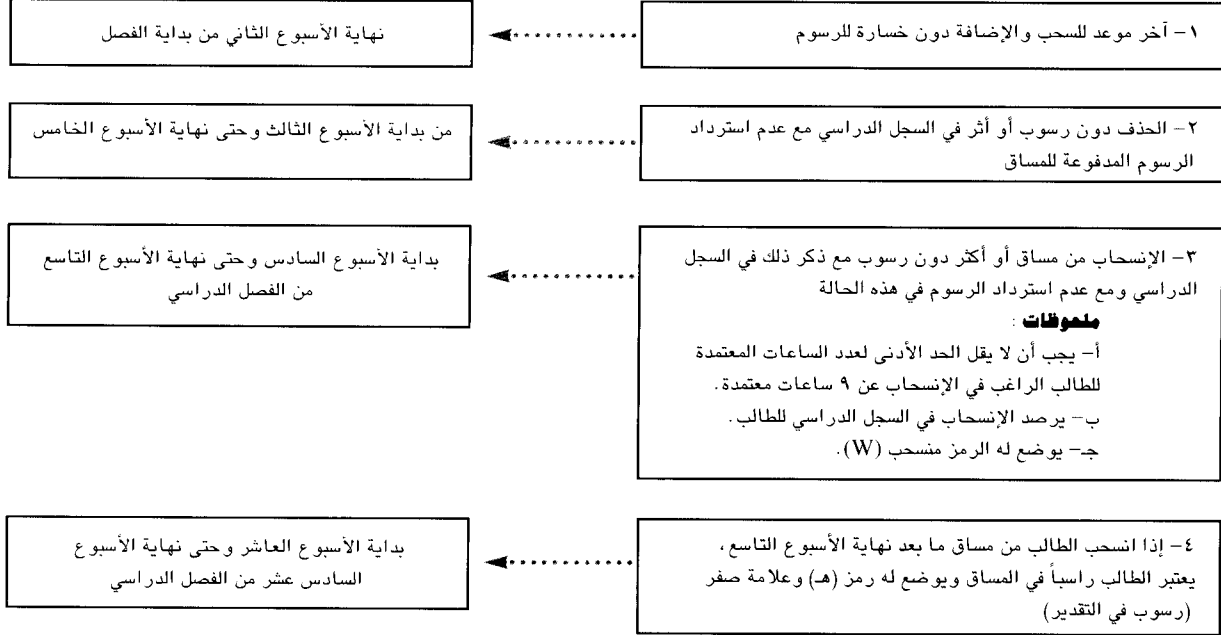 ١– آخر موعد للسحب والإضافة دون خسارة للرسوم
نهاية الأسبوع الثاني من بداية الفصل
٢– الحذف دون رسوب أو أثر في السجل الدراسي مع عدم استرداد
الرسوم المدفوعة للمساق
من بداية الأسبوع الثالث وحتى نهاية الأسبوع الخامس
٣– الإنسحاب من مساق أو أكثر دون رسوب مع ذكر ذلك في السجل
الدراسي ومع عدم استرداد الرسوم في هذه الحالة
ملحوظات :
أ– يجب أن لا يقل الحد الأدنى لعدد الساعات المعتمدة
للطالب الراغب في الإنسحاب عن ٩ ساعات معتمدة.
ب– يرصد الإنسحاب في السجل الدراسي للطالب.
جـ– يوضع له الرمز منسحب (W).
بداية الأسبوع السادس وحتى نهاية الأسبوع التاسع
من الفصل الدراسي
٤– إذا انسحب الطالب من مساق ما بعد نهاية الأسبوع التاسع،
يعتبر الطالب راسباً في المساق ويوضع له رمز (هـ) وعلامة صفر
(رسوب في التقدير)
بداية الأسبوع العاشر وحتى نهاية الأسبوع
السادس عشر من الفصل الدراسي